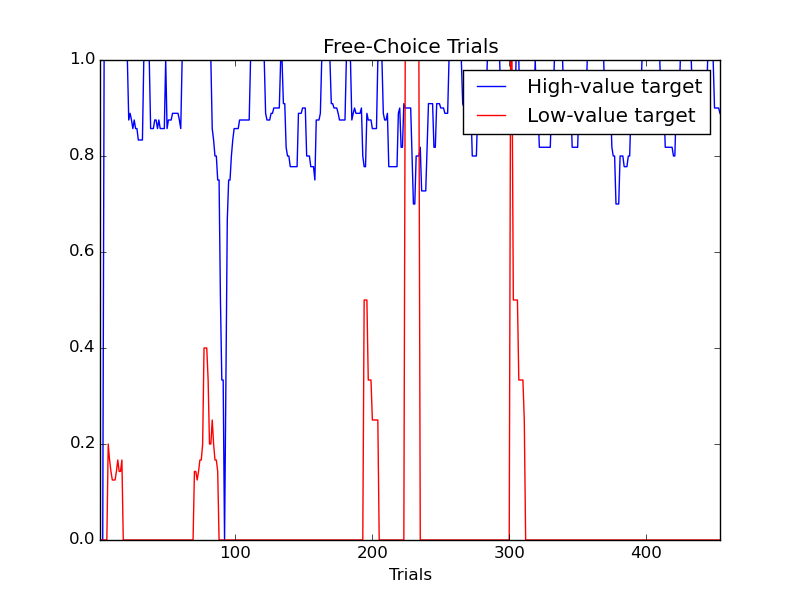 Free-Choice Trials
1.0
0.8
0.6
0.4
0.2
0.0
High-value target
Low-value target
100
200
300
400
Trials